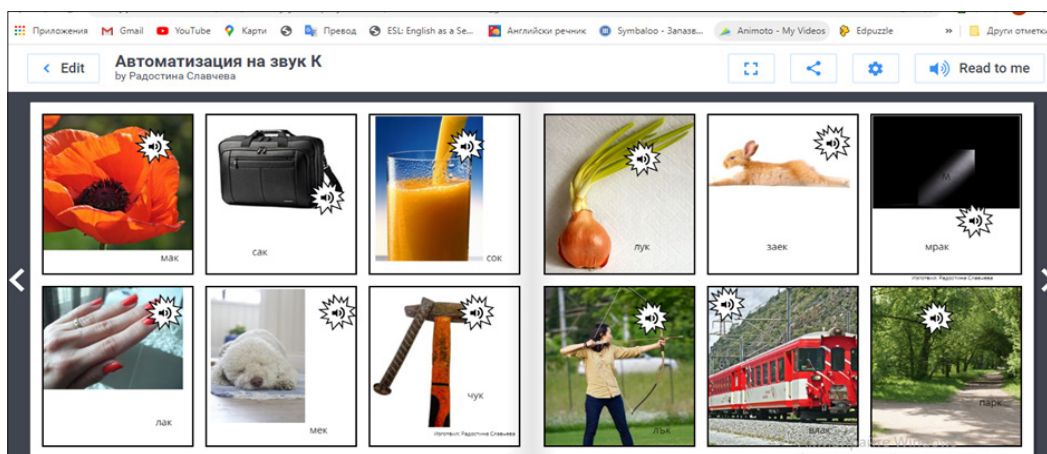 Приложения Gmail YouTube Карти Превод ESL: English as a Se... Английски речник Symbaloo - Запазв... Animoto - My Videos Edpuzzle » Други отметки
Edit
Автоматизация на звук К
by Радостина Славчева
Read to me
мак
сак
сок
лук
заек
М
мрак
Изготвил: Радостина Славчева
лак
мек
чук
Изготвил: Радостина Славчева
лък
влак
парк